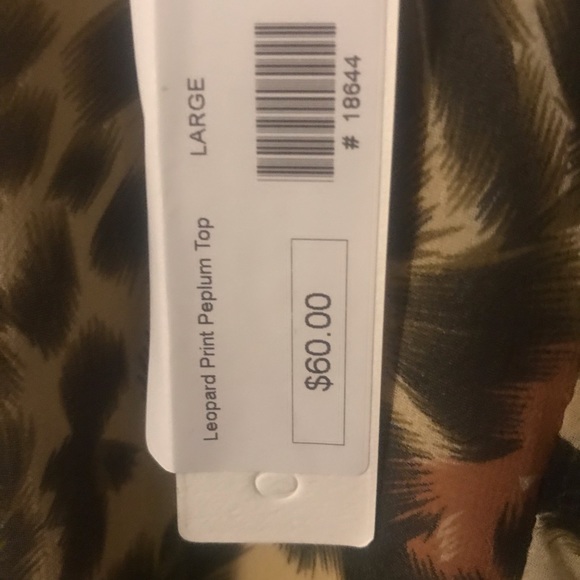 Leopard Print Peplum Top
LARGE
$60.00
# 18644